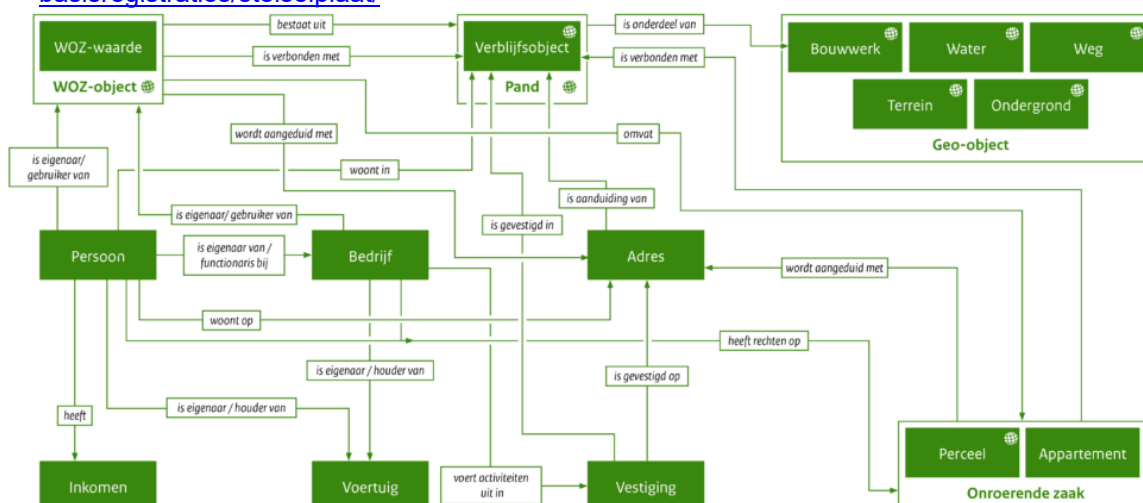 basisregistraties/stelselplaat/
WOZ-waarde
WOZ-object
bestaat uit
is verbonden met
Verblijfsobject
Pand
is onderdeel van
is verbonden met
Bouwwerk
Water
Weg
Terrein
Ondergrond
Geo-object
wordt aangeduid met
omvat
is eigenaar/
gebruiker van
woont in
is aanduiding van
is eigenaar/ gebruiker van
is gevestigd in
Persoon
is eigenaar van /
functionaris bij
Bedrijf
Adres
wordt aangeduid met
woont op
heeft rechten op
is eigenaar / houder van
is gevestigd op
heeft
is eigenaar / houder van
Perceel
Appartement
Onroerende zaak
Inkomen
Voertuig
voert activiteiten
uit in
Vestiging